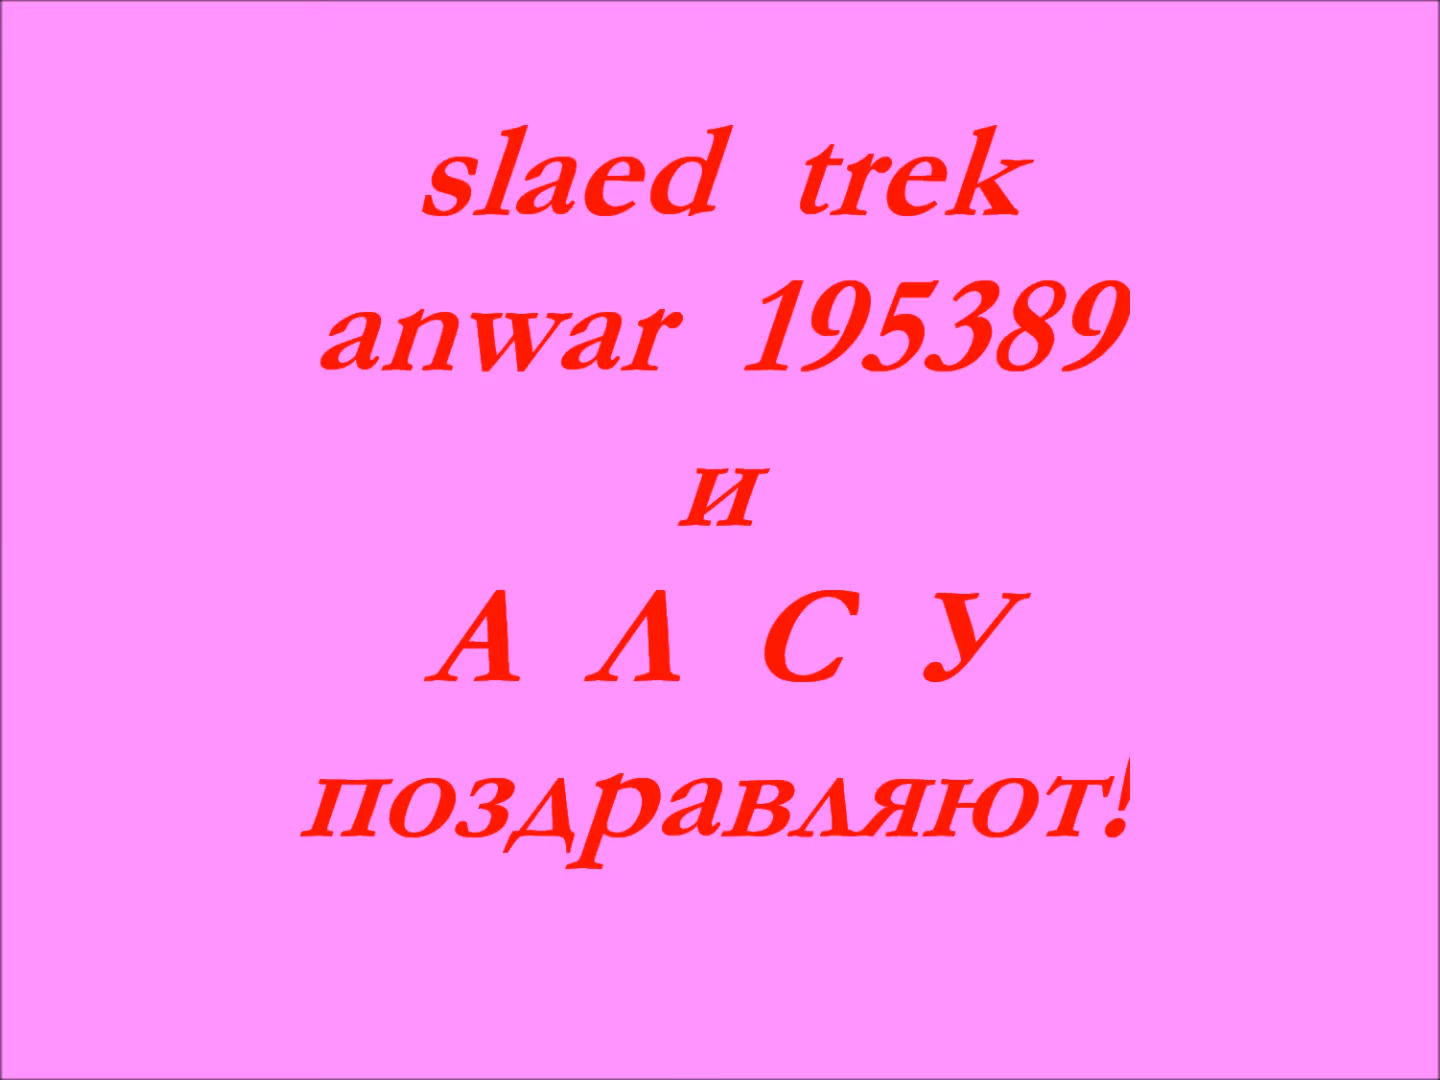 slaed trek
anwar 195389
и
А Л С У
поздравляют!